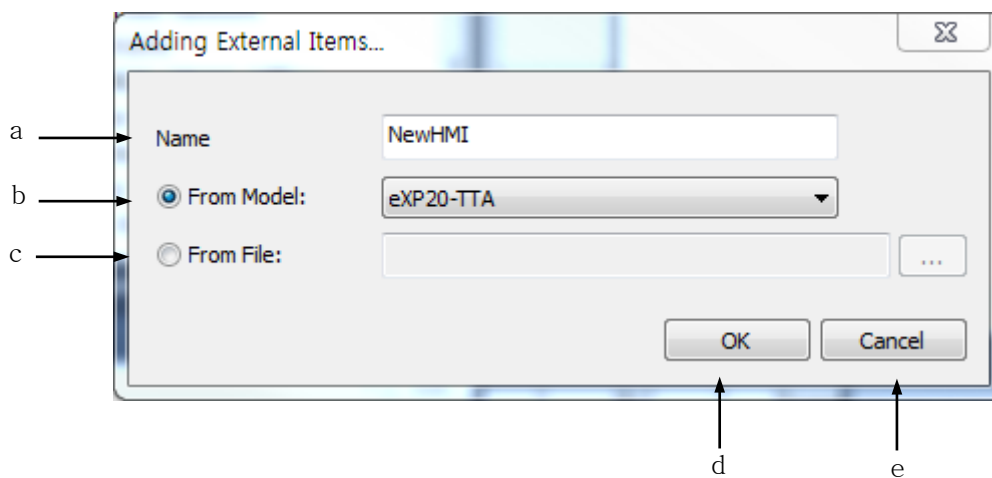 Adding External Items...
a Name NewHMI
b From Model: eXP20-TTA
c From File: ...
OK Cancel
d e